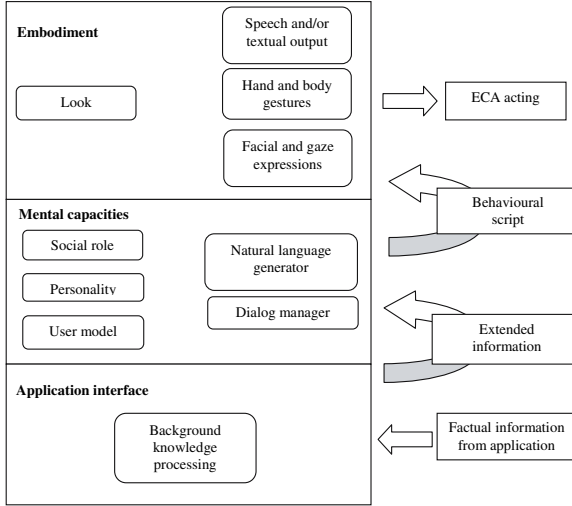 Embodiment
Look
Speech and/or
textual output
Hand and body
gestures
Facial and gaze
expressions
ECA acting
Behavioural
script
Mental capacities
Social role
Personality
User model
Natural language
generator
Dialog manager
Extended
information
Application interface
Background
knowledge
processing
Factual information
from application